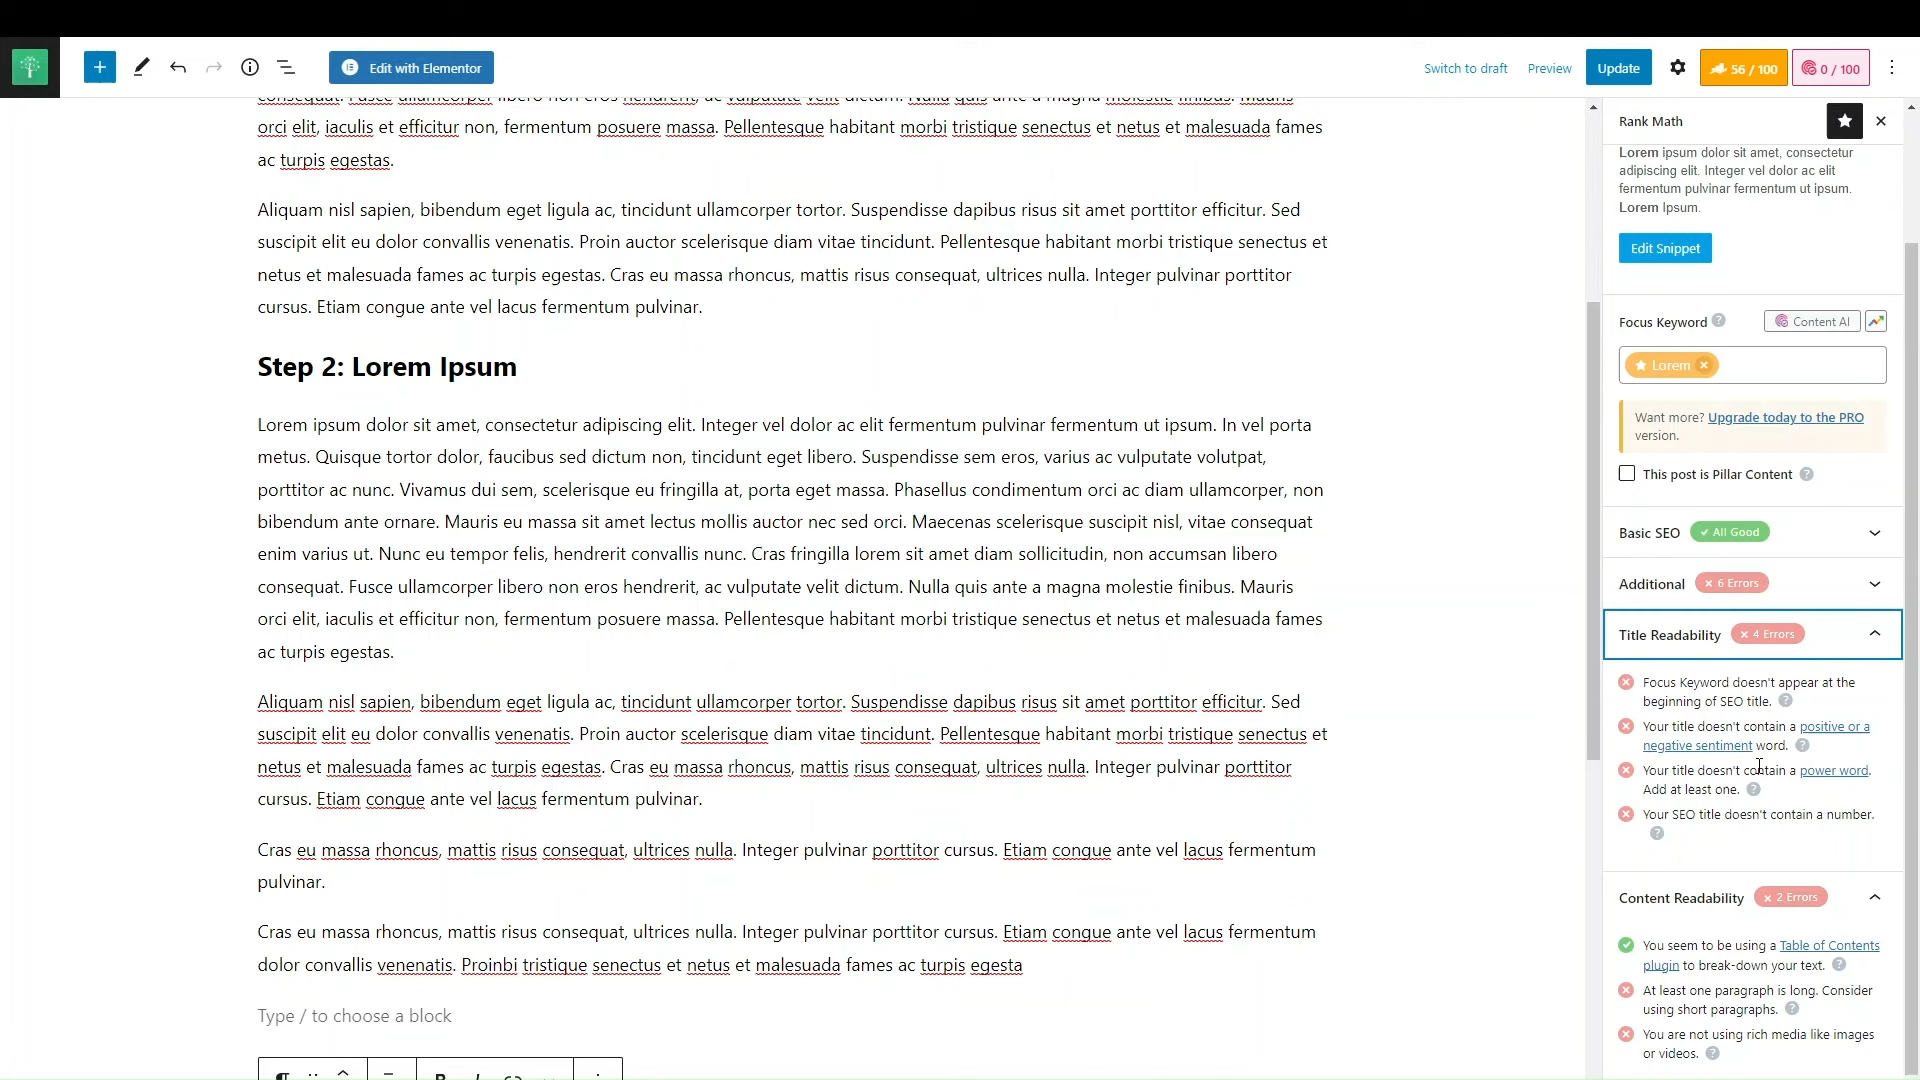 Edit with Elementor
Switch to draft
Preview
Update
56 / 100
0 / 100
consequat. Fusce ullamcorper libero non eros hendrerit, ac vulputate velit dictum. Nulla quis ante a magna molestie finibus. Mauris
orci elit, iaculis et efficitur non, fermentum posuere massa. Pellentesque habitant morbi tristique senectus et netus et malesuada fames
ac turpis egestas.
Aliquam nisl sapien, bibendum eget ligula ac, tincidunt ullamcorper tortor. Suspendisse dapibus risus sit amet porttitor efficitur. Sed
suscipit elit eu dolor convallis venenatis. Proin auctor scelerisque diam vitae tincidunt. Pellentesque habitant morbi tristique senectus et
netus et malesuada fames ac turpis egestas. Cras eu massa rhoncus, mattis risus consequat, ultrices nulla. Integer pulvinar porttitor
cursus. Etiam congue ante vel lacus fermentum pulvinar.
Step 2: Lorem Ipsum
Lorem ipsum dolor sit amet, consectetur adipiscing elit. Integer vel dolor ac elit fermentum pulvinar fermentum ut ipsum. In vel porta
metus. Quisque tortor dolor, faucibus sed dictum non, tincidunt eget libero. Suspendisse sem eros, varius ac vulputate volutpat,
porttitor ac nunc. Vivamus dui sem, scelerisque eu fringilla at, porta eget massa. Phasellus condimentum orci ac diam ullamcorper, non
bibendum ante ornare. Mauris eu massa sit amet lectus mollis auctor nec sed orci. Maecenas scelerisque suscipit nisl, vitae consequat
enim varius ut. Nunc eu tempor felis, hendrerit convallis nunc. Cras fringilla lorem sit amet diam sollicitudin, non accumsan libero
consequat. Fusce ullamcorper libero non eros hendrerit, ac vulputate velit dictum. Nulla quis ante a magna molestie finibus. Mauris
orci elit, iaculis et efficitur non, fermentum posuere massa. Pellentesque habitant morbi tristique senectus et netus et malesuada fames
ac turpis egestas.
Aliquam nisl sapien, bibendum eget ligula ac, tincidunt ullamcorper tortor. Suspendisse dapibus risus sit amet porttitor efficitur. Sed
suscipit elit eu dolor convallis venenatis. Proin auctor scelerisque diam vitae tincidunt. Pellentesque habitant morbi tristique senectus et
netus et malesuada fames ac turpis egestas. Cras eu massa rhoncus, mattis risus consequat, ultrices nulla. Integer pulvinar porttitor
cursus. Etiam congue ante vel lacus fermentum pulvinar.
Cras eu massa rhoncus, mattis risus consequat, ultrices nulla. Integer pulvinar porttitor cursus. Etiam congue ante vel lacus fermentum
pulvinar.
Cras eu massa rhoncus, mattis risus consequat, ultrices nulla. Integer pulvinar porttitor cursus. Etiam congue ante vel lacus fermentum
dolor convallis venenatis. Proinbi tristique senectus et netus et malesuada fames ac turpis egesta
Type / to choose a block
Rank Math
Lorem ipsum dolor sit amet, consectetur
adipiscing elit. Integer vel dolor ac elit
fermentum pulvinar fermentum ut ipsum.
Lorem Ipsum.
Edit Snippet
Focus Keyword
Content AI
Lorem
Want more? Upgrade today to the PRO
version.
This post is Pillar Content
Basic SEO
All Good
Additional
6 Errors
Title Readability
4 Errors
Focus Keyword doesn't appear at the
beginning of SEO title.
Your title doesn't contain a positive or a
negative sentiment word.
Your title doesn't contain a power word.
Add at least one.
Your SEO title doesn't contain a number.
Content Readability
2 Errors
You seem to be using a Table of Contents
plugin to break-down your text.
At least one paragraph is long. Consider
using short paragraphs.
You are not using rich media like images
or videos.